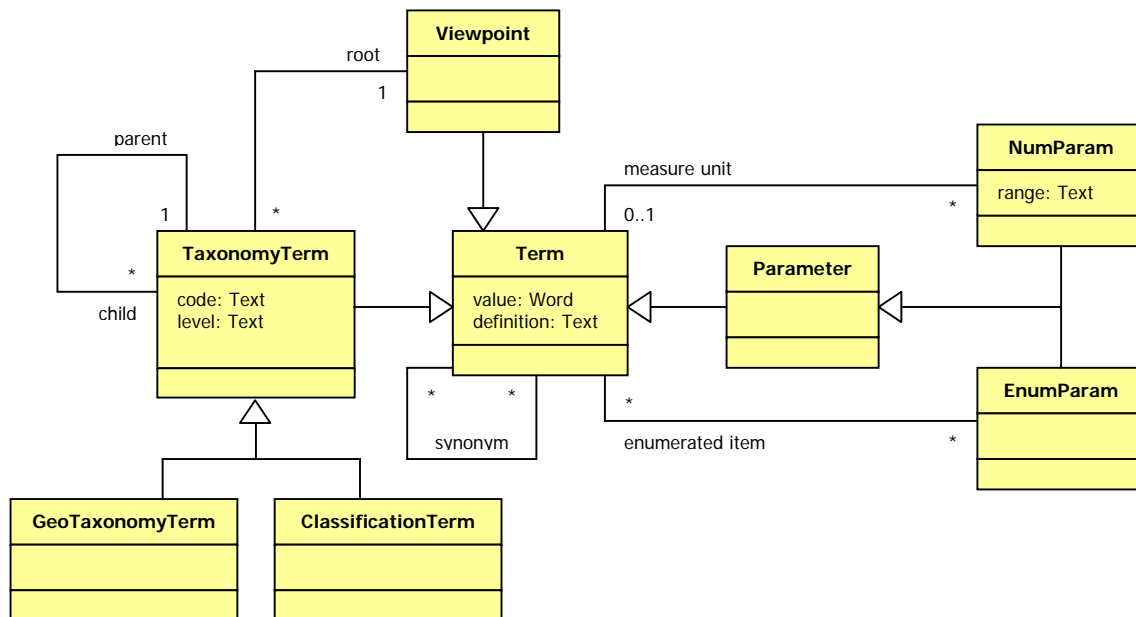 Viewpoint
root
1
parent
1
*
*
child
TaxonomyTerm
code: Text
level: Text
Term
value: Word
definition: Text
*
*
synonym
measure unit
0..1
*
NumParam
range: Text
Parameter
*
enumerated item
*
EnumParam
GeoTaxonomyTerm
ClassificationTerm